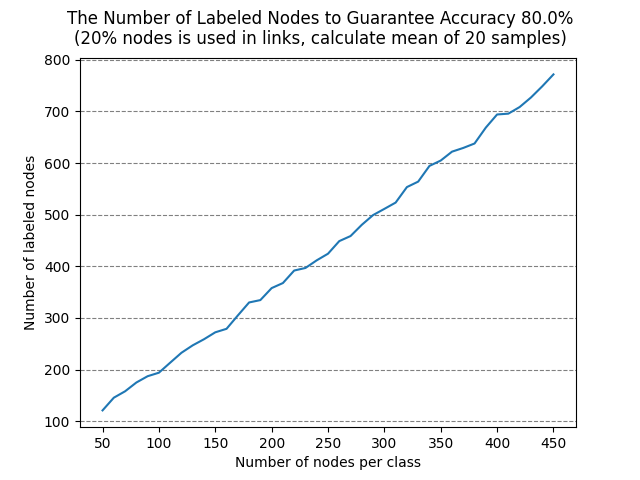 The Number of Labeled Nodes to Guarantee Accuracy 80.0%
(20% nodes is used in links, calculate mean of 20 samples)
800
700
600
500
400
300
200
100
Number of labeled nodes
50 100 150 200 250 300 350 400 450
Number of nodes per class